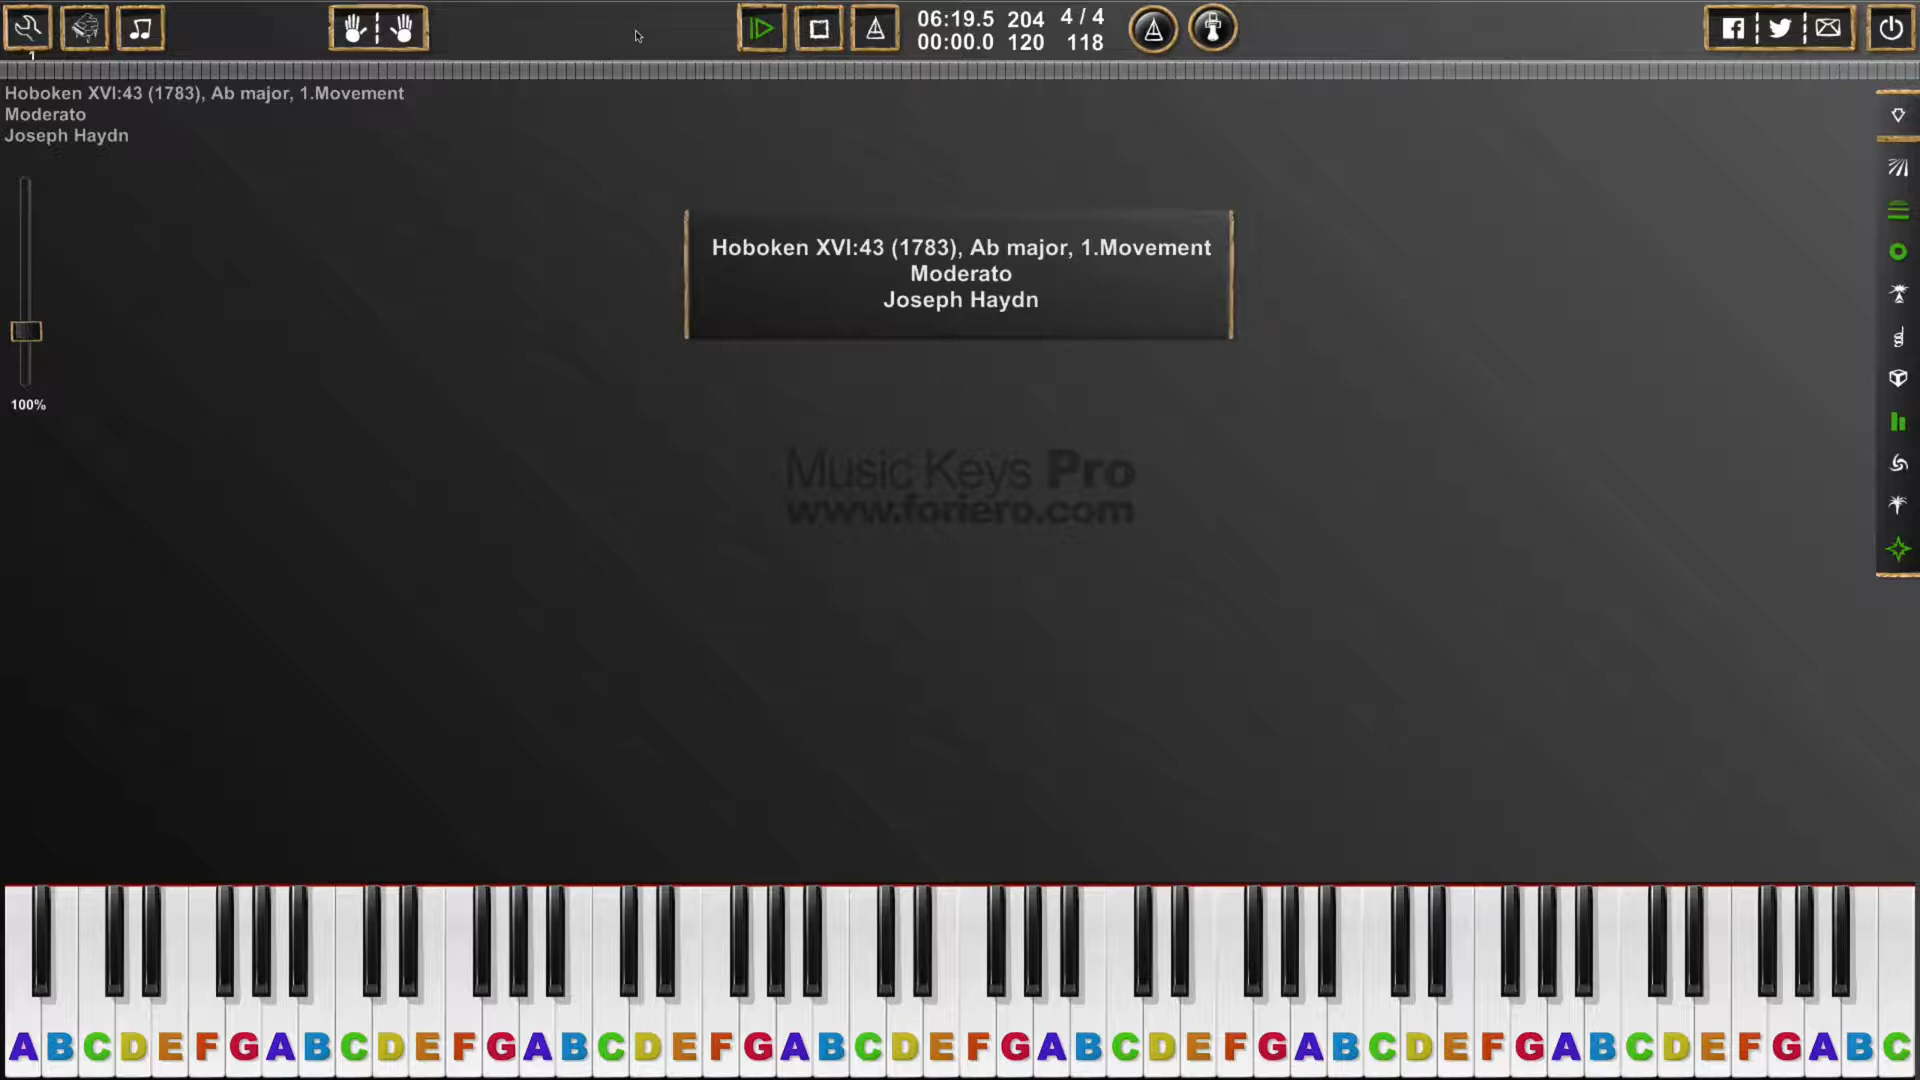 06:19.5 204 4 / 4
00:00.0 120 118
1
Hoboken XVI:43 (1783), Ab major, 1.Movement
Moderato
Joseph Haydn
Hoboken XVI:43 (1783), Ab major, 1.Movement
Moderato
Joseph Haydn
100%
Music Keys Pro
www.foriero.com
A B C D E F G A B C D E F G A B C D E F G A B C D E F G A B C D E F G A B C D E F G A B C D E F G A B C